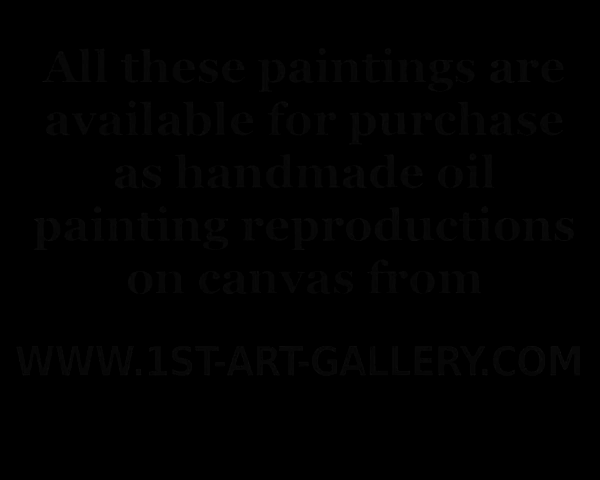 All these paintings are
available for purchase
as handmade oil
painting reproductions
on canvas from
WWW.1ST-ART-GALLERY.COM